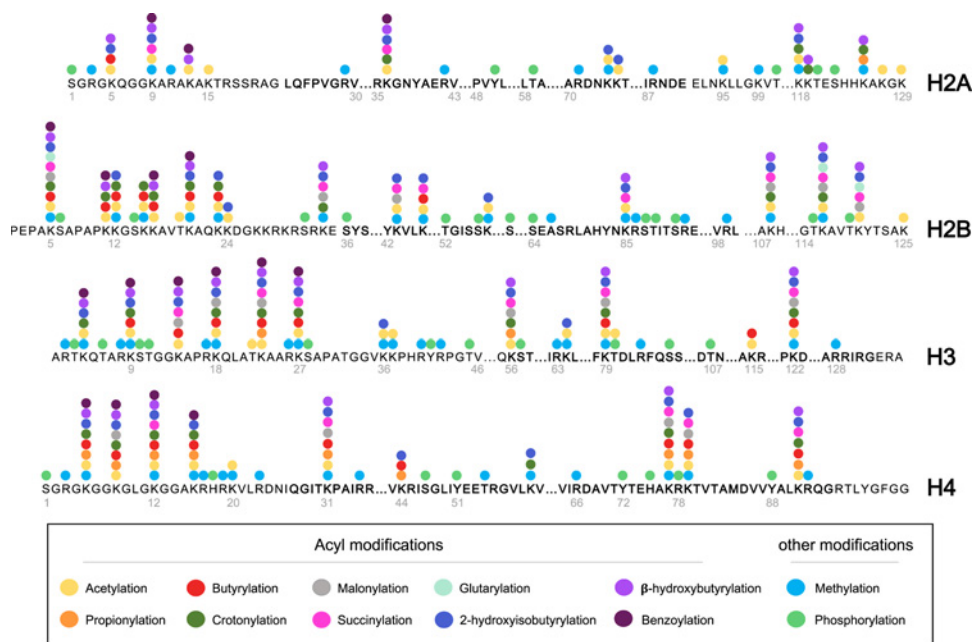 SGRGKQGGKARAKAKTRSSRAG LQFPVGRV...RKGNYAERV...PVYL...LTA....ARDNKKT...IRNDE ELNKLLGKVT...KKTESHHKAKGK H2A
1 5 9 15 30 35 43 48 58 70 87 95 99 118 129
PEPAKSAPAPKKGSKKAVTKAQKKDGKKRKRSRKE SYS...YKVLK...TGISSK...S...SEASRLAHYNKRSTITSRE...VRL ...AKH...GTKAVTKYTSAK H2B
5 12 24 36 42 52 58 64 85 98 107 114 125
ARTKQTARKSTGGKAPRKQLATKAARKSAPATGGVKKPHRYRPGTV...QKST...IRKL...FKTDLRFQSS...DTN...AKR...PKD...ARRIRGERA H3
9 18 27 36 46 56 63 79 107 115 122 128
SGRGKGGKGLGKGGAKRHRKVLRDNIQGITKPAIRR...VKRISGLIYEETRGVLKV...VIRDAVTYTEHAKRKTVTAMDVVYALKRQGRTLYGFGG H4
1 12 20 31 44 51 66 72 78 88
Acyl modifications other modifications
Acetylation Butyrylation Malonylation Glutarylation β-hydroxybutyrylation Methylation
Propionylation Crotonylation Succinylation 2-hydroxyisobutyrylation Benzoylation Phosphorylation